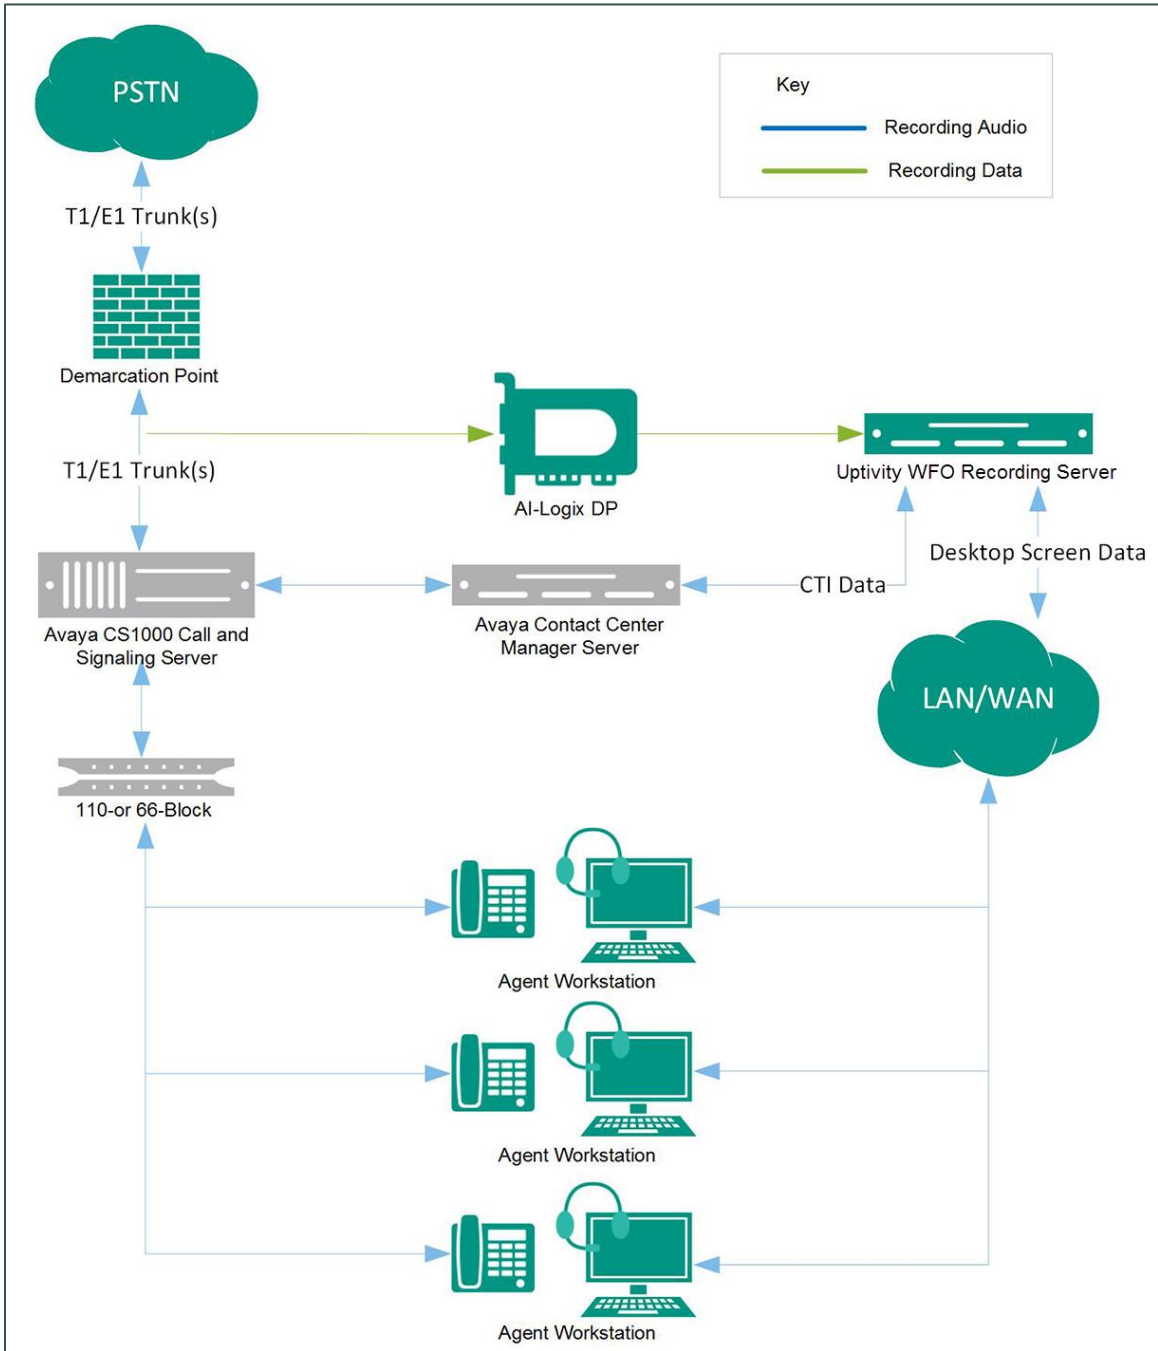 PSTN
Key
Recording Audio
Recording Data
T1/E1 Trunk(s)
Demarcation Point
T1/E1 Trunk(s)
AI-Logix DP
Uptivity WFO Recording Server
Desktop Screen Data
CTI Data
Avaya CS1000 Call and
Signaling Server
Avaya Contact Center
Manager Server
LAN/WAN
110-or 66-Block
Agent Workstation
Agent Workstation
Agent Workstation